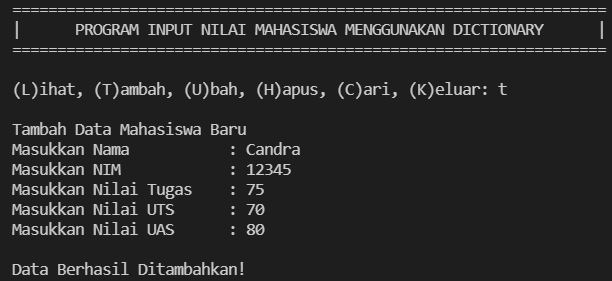 ==================================================================
|      PROGRAM INPUT NILAI MAHASISWA MENGGUNAKAN DICTIONARY      |
==================================================================
(L)ihat, (T)ambah, (U)bah, (H)apus, (C)ari, (K)eluar: t
Tambah Data Mahasiswa Baru
Masukkan Nama           : Candra
Masukkan NIM            : 12345
Masukkan Nilai Tugas    : 75
Masukkan Nilai UTS      : 70
Masukkan Nilai UAS      : 80
Data Berhasil Ditambahkan!